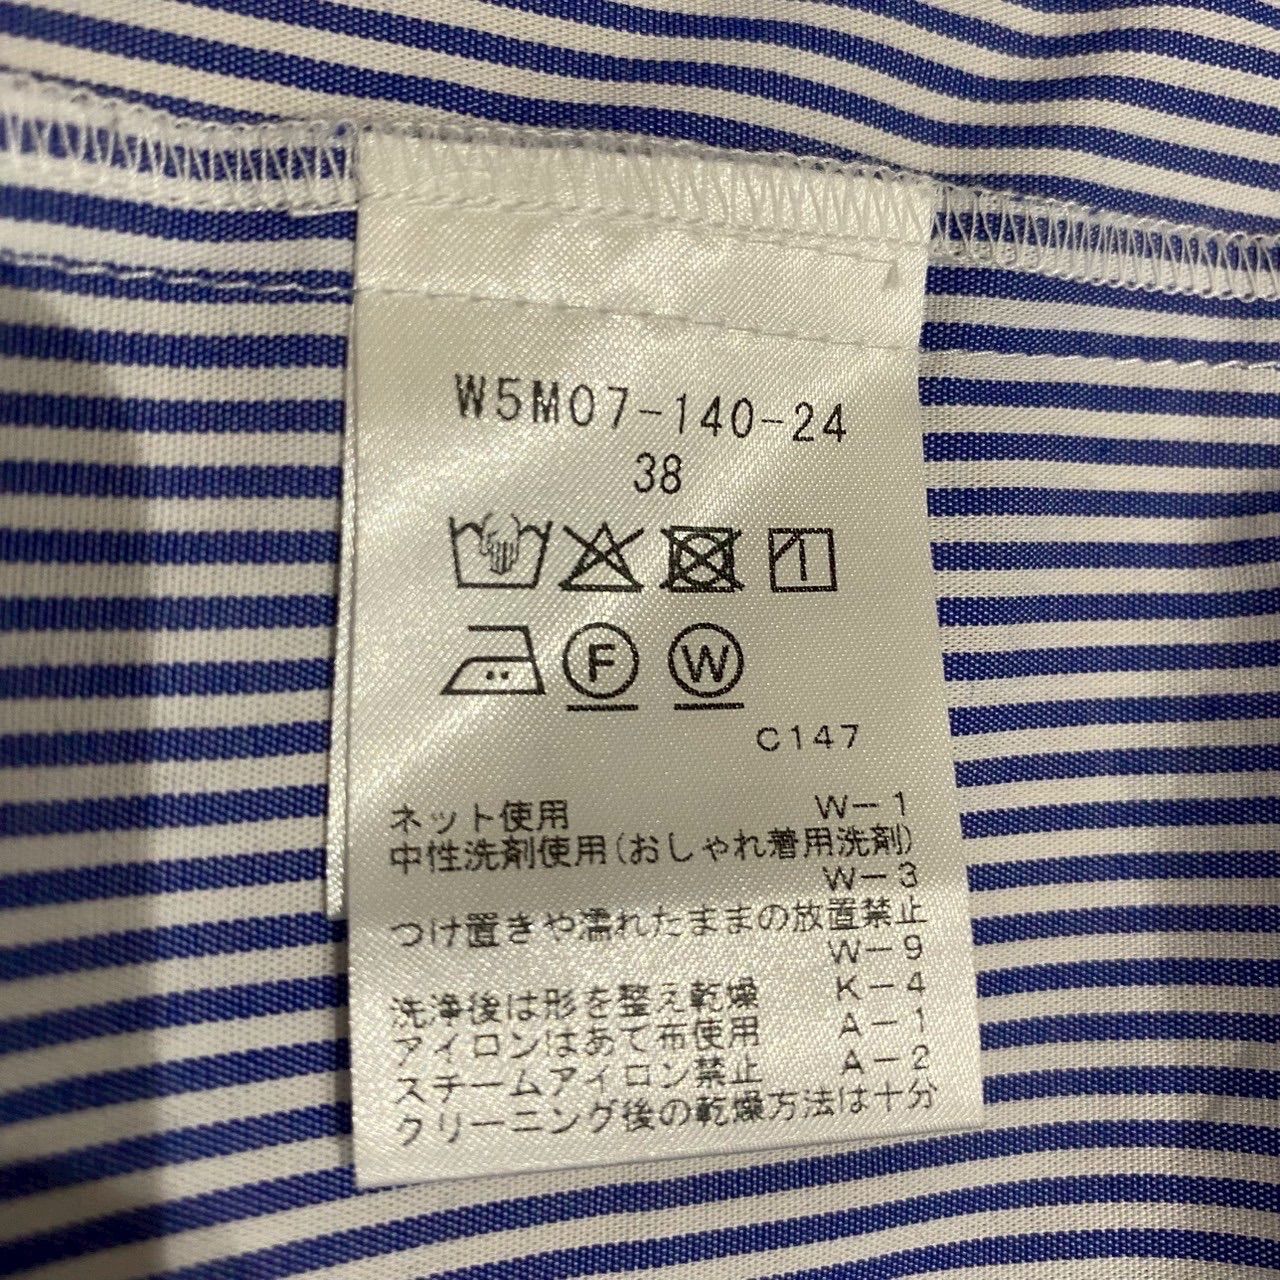 W5M07-140-24
38
F W
C147
ネット使用 W-1
中性洗剤使用(おしゃれ着用洗剤)
W-3
つけ置きや濡れたままの放置禁止
W-9
洗浄後は形を整え乾燥 K-4
アイロンはあて布使用 A-1
スチームアイロン禁止 A-2
クリーニング後の乾燥方法は十分